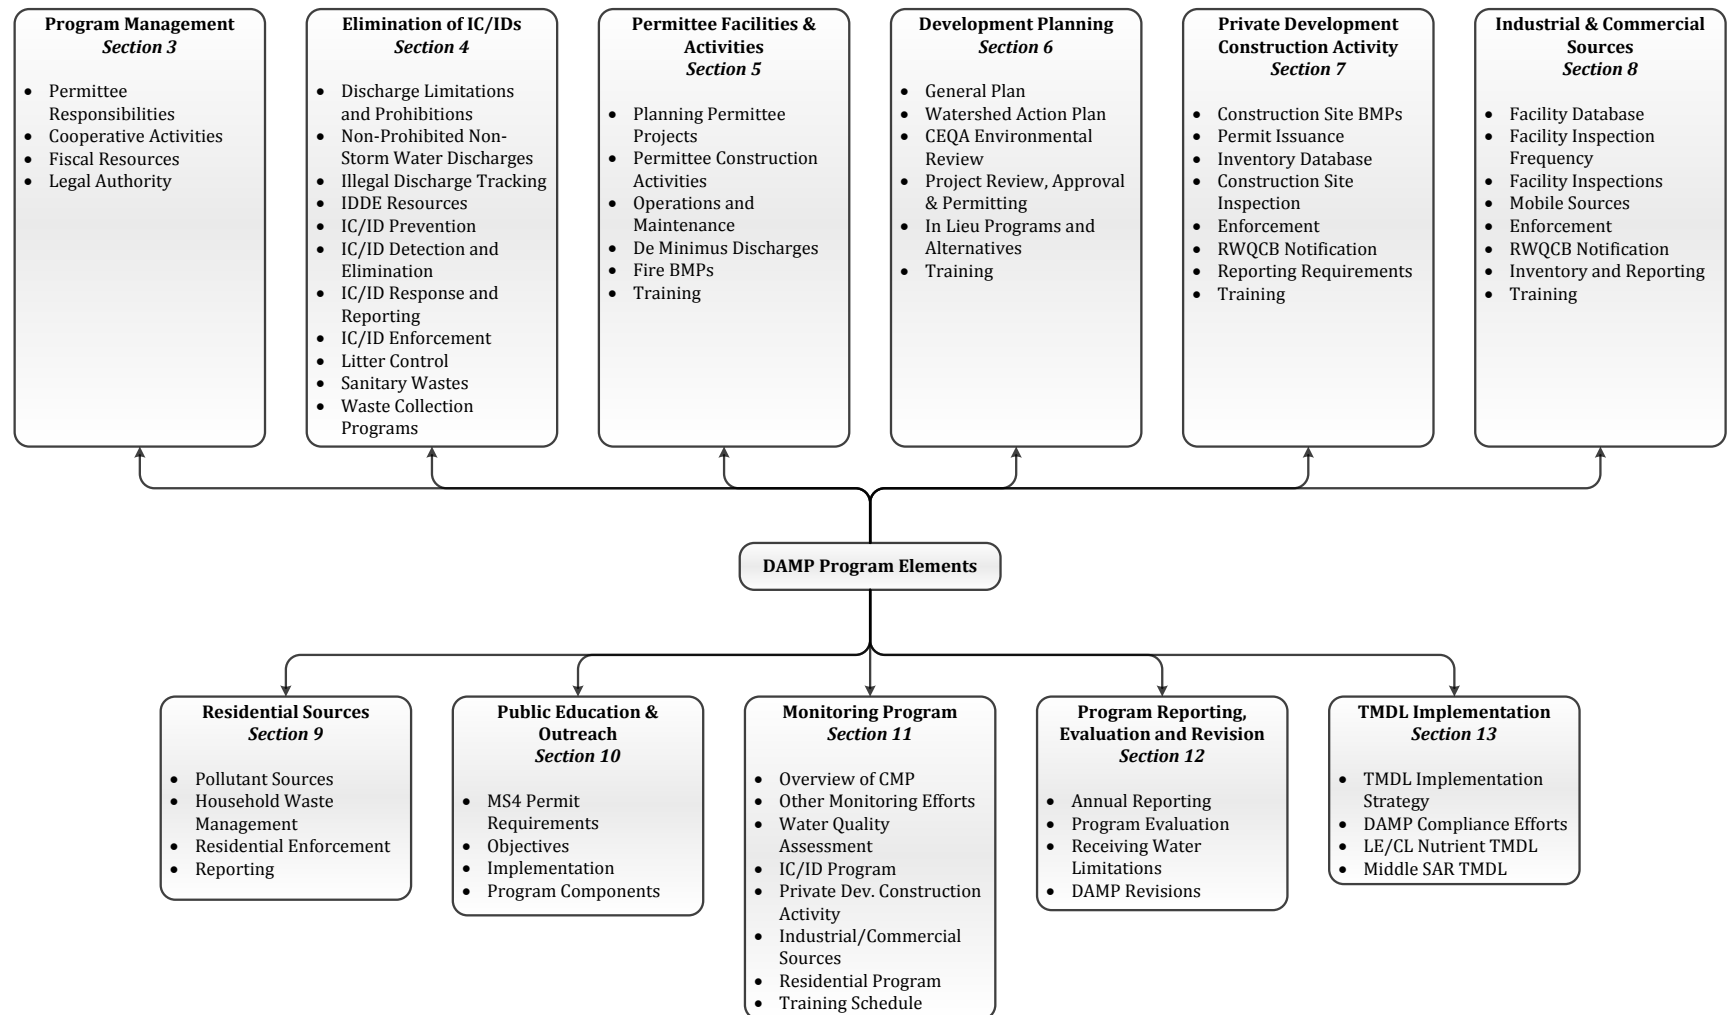 Program Management
Section 3
• Permittee
Responsibilities
• Cooperative Activities
• Fiscal Resources
• Legal Authority
Elimination of IC/IDs
Section 4
• Discharge Limitations
and Prohibitions
• Non-Prohibited Non-
Storm Water Discharges
• Illegal Discharge Tracking
• IDDE Resources
• IC/ID Prevention
• IC/ID Detection and
Elimination
• IC/ID Response and
Reporting
• IC/ID Enforcement
• Litter Control
• Sanitary Wastes
• Waste Collection
Programs
Permittee Facilities &
Activities
Section 5
• Planning Permittee
Projects
• Permittee Construction
Activities
• Operations and
Maintenance
• De Minimus Discharges
• Fire BMPs
• Training
Development Planning
Section 6
• General Plan
• Watershed Action Plan
• CEQA Environmental
Review
• Project Review, Approval
& Permitting
• In Lieu Programs and
Alternatives
• Training
Private Development
Construction Activity
Section 7
• Construction Site BMPs
• Permit Issuance
• Inventory Database
• Construction Site
Inspection
• Enforcement
• RWQCB Notification
• Reporting Requirements
• Training
Industrial & Commercial
Sources
Section 8
• Facility Database
• Facility Inspection
Frequency
• Facility Inspections
• Mobile Sources
• Enforcement
• RWQCB Notification
• Inventory and Reporting
• Training
DAMP Program Elements
Residential Sources
Section 9
• Pollutant Sources
• Household Waste
Management
• Residential Enforcement
• Reporting
Public Education &
Outreach
Section 10
• MS4 Permit
Requirements
• Objectives
• Implementation
• Program Components
Monitoring Program
Section 11
• Overview of CMP
• Other Monitoring Efforts
• Water Quality
Assessment
• IC/ID Program
• Private Dev. Construction
Activity
• Industrial/Commercial
Sources
• Residential Program
• Training Schedule
Program Reporting,
Evaluation and Revision
Section 12
• Annual Reporting
• Program Evaluation
• Receiving Water
Limitations
• DAMP Revisions
TMDL Implementation
Section 13
• TMDL Implementation
Strategy
• DAMP Compliance Efforts
• LE/CL Nutrient TMDL
• Middle SAR TMDL